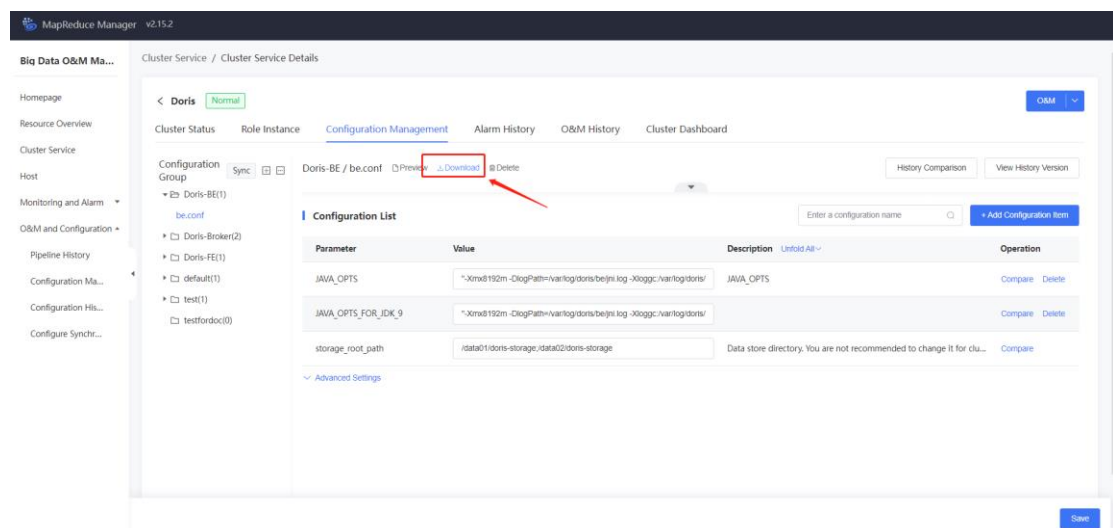 MapReduce Manager v2.15.2
Big Data O&M Ma...
Homepage
Resource Overview
Cluster Service
Host
Monitoring and Alarm
O&M and Configuration
Pipeline History
Configuration Ma...
Configuration His...
Configure Synchr...
Cluster Service / Cluster Service Details
Doris Normal
O&M
Cluster Status Role Instance Configuration Management Alarm History O&M History Cluster Dashboard
Configuration Group Sync
Doris-BE(1)
be.conf
Doris-Broker(2)
Doris-FE(1)
default(1)
test(1)
testfordoc(0)
Doris-BE / be.conf Preview Download Delete
History Comparison View History Version
Configuration List
Enter a configuration name + Add Configuration Item
Parameter Value Description Unfold All Operation
JAVA_OPTS "-Xmx8192m -DlogPath=/var/log/doris/be/jni.log -Xloggc:/var/log/doris/ JAVA_OPTS Compare Delete
JAVA_OPTS_FOR_JDK_9 "-Xmx8192m -DlogPath=/var/log/doris/be/jni.log -Xloggc:/var/log/doris/ Compare Delete
storage_root_path /data01/doris-storage;/data02/doris-storage Data store directory. You are not recommended to change it for clu... Compare
Advanced Settings
Save